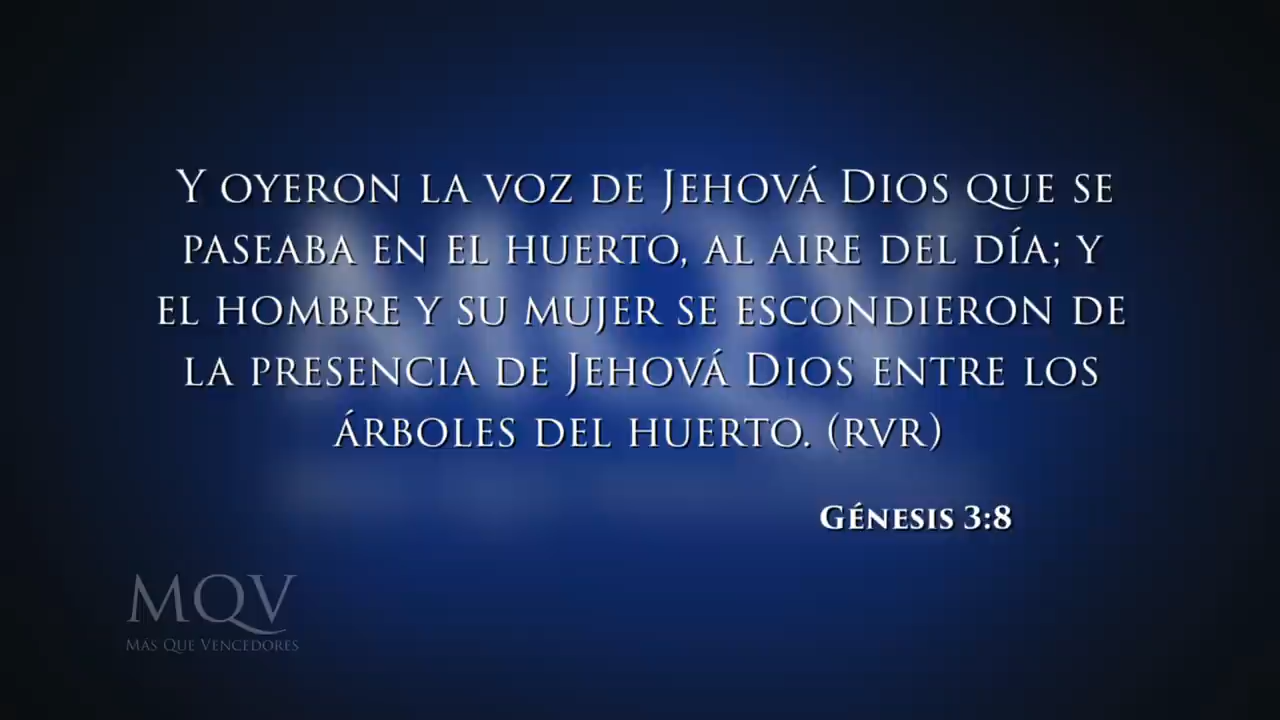 Y oyeron la voz de Jehová Dios que se
paseaba en el huerto, al aire del día; y
el hombre y su mujer se escondieron de
la presencia de Jehová Dios entre los
árboles del huerto. (rvr)
Génesis 3:8
MQV
Más Que Vencedores